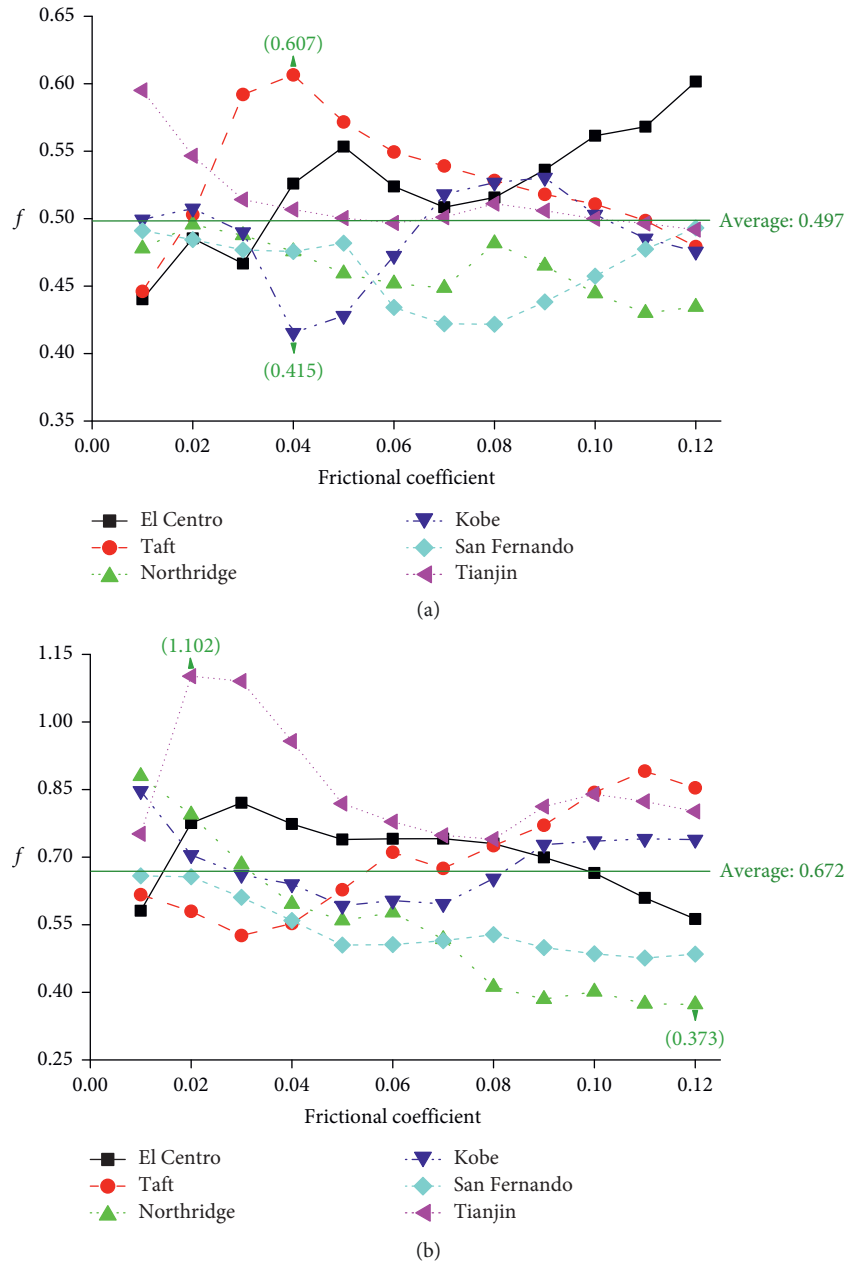 0.65
(0.607)
0.60
0.55
f
0.50
Average: 0.497
0.45
0.40
(0.415)
0.35
0.00 0.02 0.04 0.06 0.08 0.10 0.12
Frictional coefficient
El Centro Kobe
Taft San Fernando
Northridge Tianjin
(a)
(1.102)
1.15
1.00
0.85
f
0.70
Average: 0.672
0.55
0.40
(0.373)
0.25
0.00 0.02 0.04 0.06 0.08 0.10 0.12
Frictional coefficient
El Centro Kobe
Taft San Fernando
Northridge Tianjin
(b)